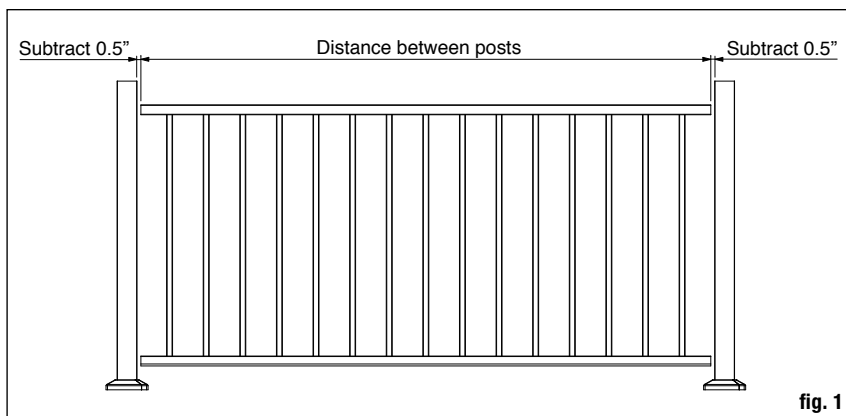 Subtract 0.5”
Distance between posts
Subtract 0.5”
fig. 1